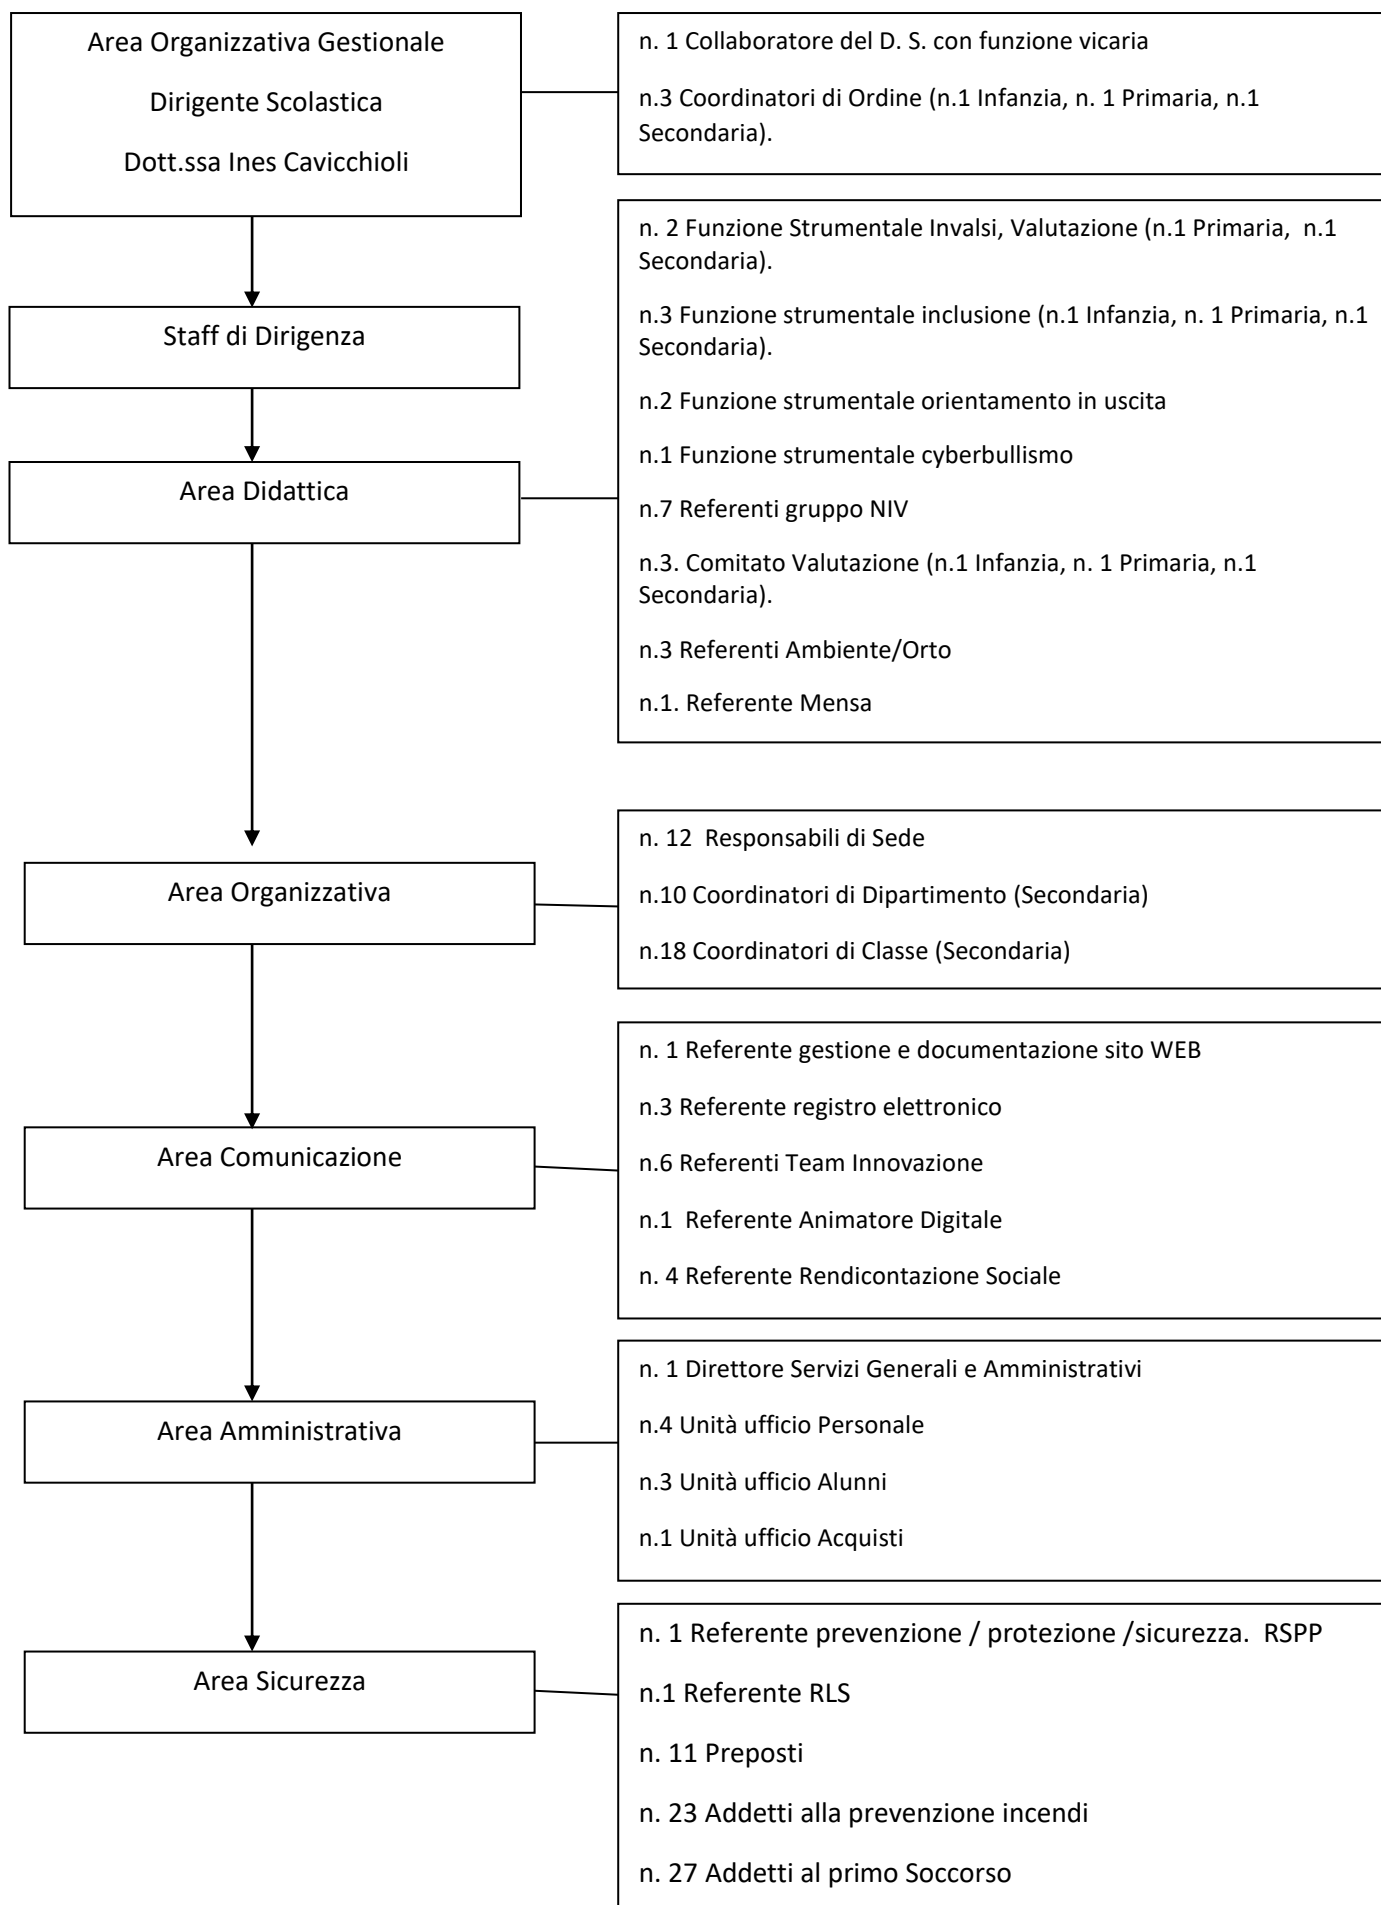 Area Organizzativa Gestionale
Dirigente Scolastica
Dott.ssa Ines Cavicchioli
n. 1 Collaboratore del D. S. con funzione vicaria
n.3 Coordinatori di Ordine (n.1 Infanzia, n. 1 Primaria, n.1
Secondaria).
Staff di Dirigenza
Area Didattica
n. 2 Funzione Strumentale Invalsi, Valutazione (n.1 Primaria, n.1
Secondaria).
n.3 Funzione strumentale inclusione (n.1 Infanzia, n. 1 Primaria, n.1
Secondaria).
n.2 Funzione strumentale orientamento in uscita
n.1 Funzione strumentale cyberbullismo
n.7 Referenti gruppo NIV
n.3. Comitato Valutazione (n.1 Infanzia, n. 1 Primaria, n.1
Secondaria).
n.3 Referenti Ambiente/Orto
n.1. Referente Mensa
Area Organizzativa
n. 12 Responsabili di Sede
n.10 Coordinatori di Dipartimento (Secondaria)
n.18 Coordinatori di Classe (Secondaria)
Area Comunicazione
n. 1 Referente gestione e documentazione sito WEB
n.3 Referente registro elettronico
n.6 Referenti Team Innovazione
n.1 Referente Animatore Digitale
n. 4 Referente Rendicontazione Sociale
Area Amministrativa
n. 1 Direttore Servizi Generali e Amministrativi
n.4 Unità ufficio Personale
n.3 Unità ufficio Alunni
n.1 Unità ufficio Acquisti
Area Sicurezza
n. 1 Referente prevenzione / protezione /sicurezza. RSPP
n.1 Referente RLS
n. 11 Preposti
n. 23 Addetti alla prevenzione incendi
n. 27 Addetti al primo Soccorso